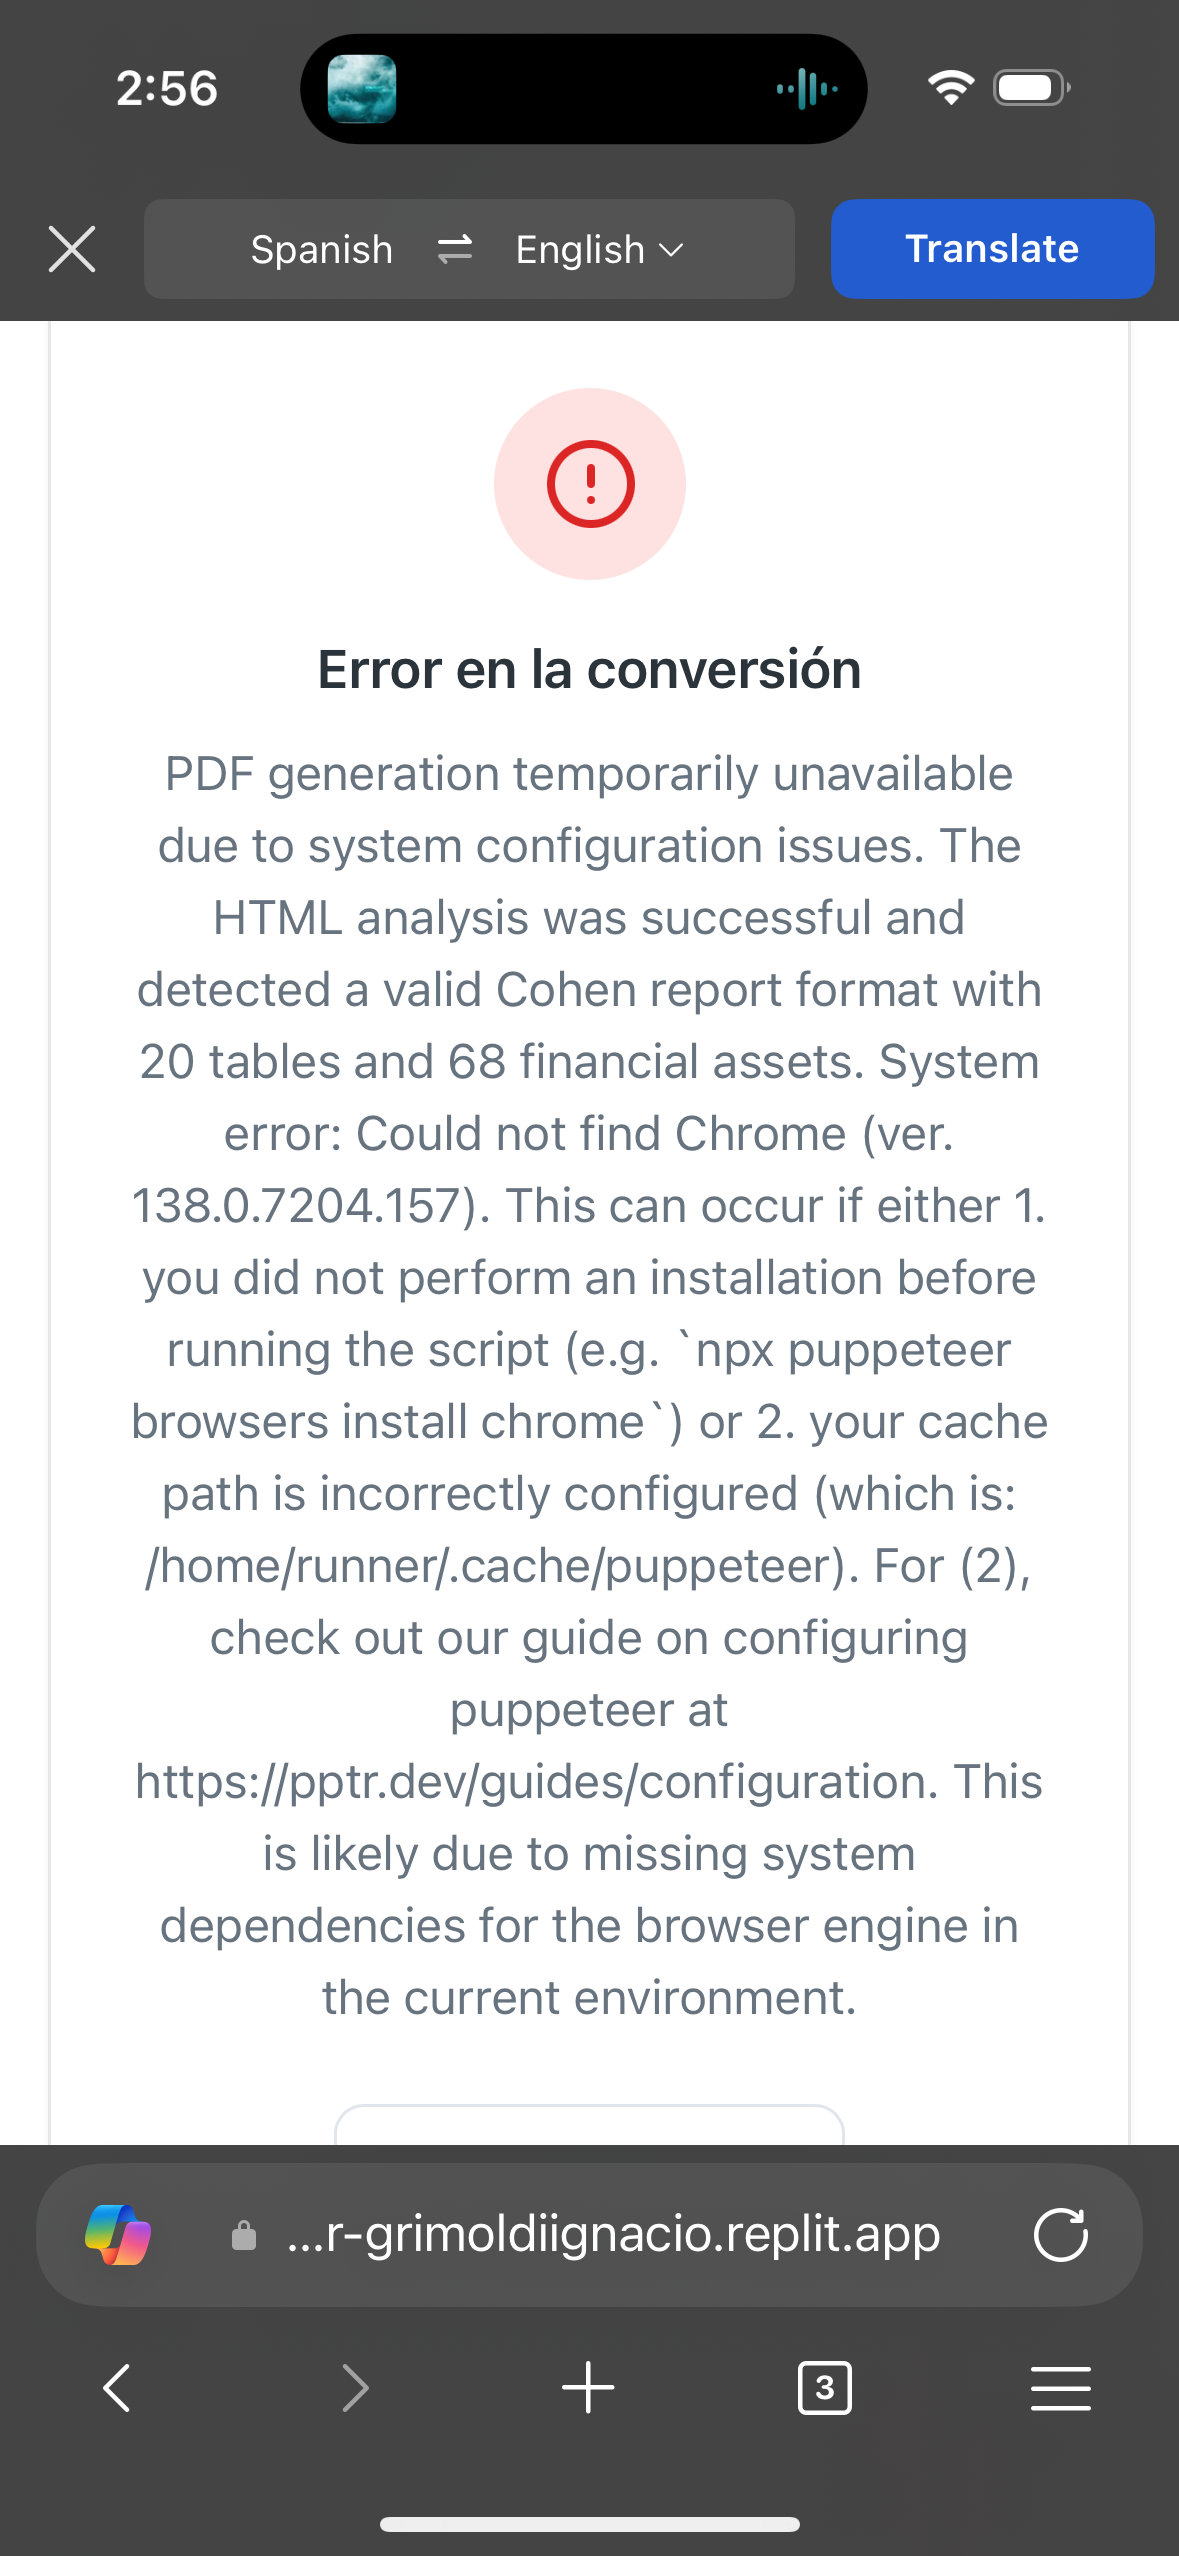 2:56
Spanish English
Translate
Error en la conversión
PDF generation temporarily unavailable
due to system configuration issues. The
HTML analysis was successful and
detected a valid Cohen report format with
20 tables and 68 financial assets. System
error: Could not find Chrome (ver.
138.0.7204.157). This can occur if either 1.
you did not perform an installation before
running the script (e.g. `npx puppeteer
browsers install chrome`) or 2. your cache
path is incorrectly configured (which is:
/home/runner/.cache/puppeteer). For (2),
check out our guide on configuring
puppeteer at
https://pptr.dev/guides/configuration. This
is likely due to missing system
dependencies for the browser engine in
the current environment.
...r-grimoldiignacio.replit.app
3